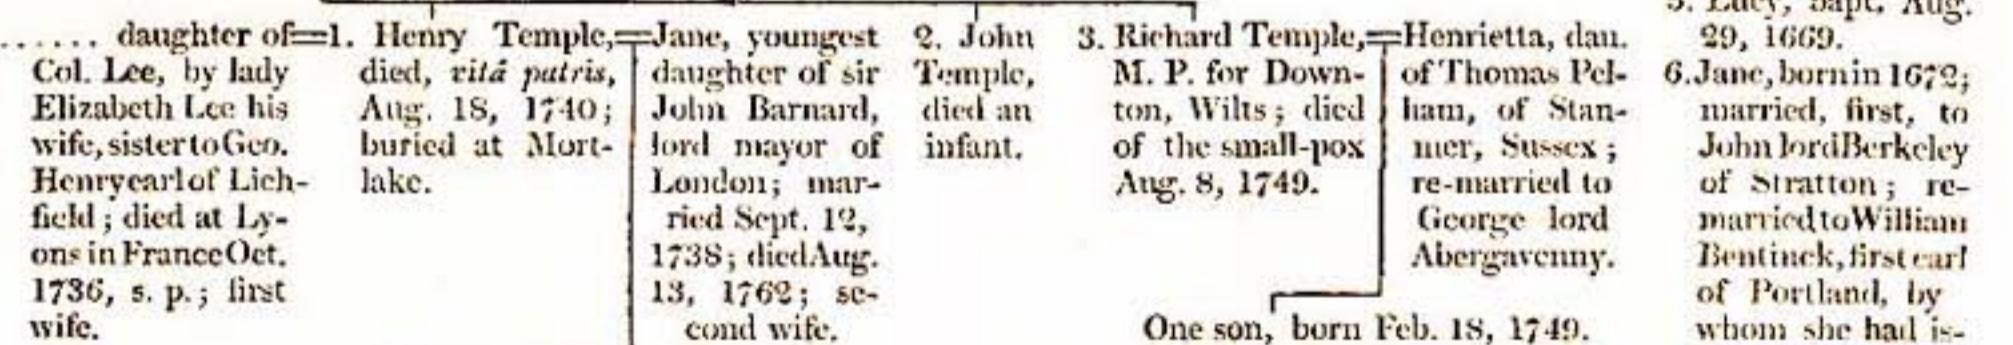 ...... daughter of=
Col. Lee, by lady
Elizabeth Lee his
wife, sister to Geo.
Henry earl of Lich-
field; died at Ly-
ons in France Oct.
1736, s. p.; first
wife.
1. Henry Temple,=
died, vitâ patris,
Aug. 18, 1740;
buried at Mort-
lake.
Jane, youngest
daughter of sir
John Barnard,
lord mayor of
London; mar-
ried Sept. 12,
1738; died Aug.
13, 1762; se-
cond wife.
2. John
Temple,
died an
infant.
3. Richard Temple,=
M. P. for Down-
ton, Wilts; died
of the small-pox
Aug. 8, 1749.
Henrietta, dau.
of Thomas Pel-
ham, of Stan-
mer, Sussex;
re-married to
George lord
Abergavenny.
One son, born Feb. 18, 1749.
5. Lucy, bapt. Aug.
29, 1669.
6. Jane, born in 1672;
married, first, to
John lord Berkeley
of Stratton; re-
married to William
Bentinck, first earl
of Portland, by
whom she had is-